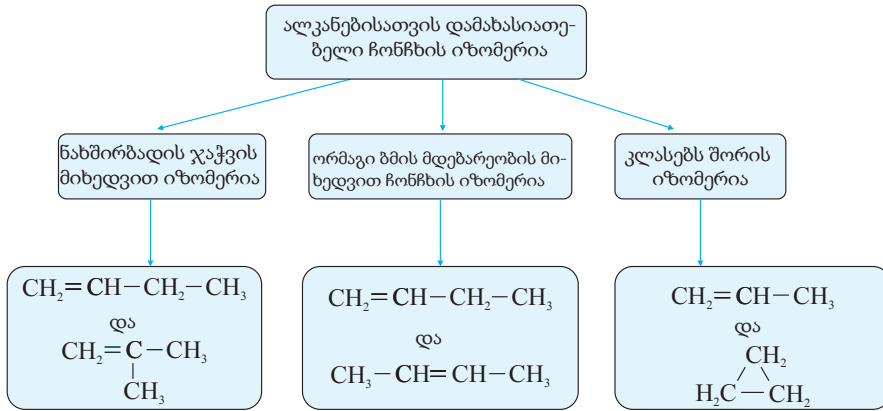 ალკანებისათვის დამახასიათე-
ბელი ჩონჩხის იზომერია
ნახშირბადის ჯაჭვის
მიხედვით იზომერია
ორმაგი ბმის მდებარეობის მი-
ხედვით ჩონჩხის იზომერია
კლასებს შორის
იზომერია
CH₂=CH—CH₂—CH₃
და
CH₂=C—CH₃
CH₃
CH₂=CH—CH₂—CH₃
და
CH₃—CH=CH—CH₃
CH₂=CH—CH₃
და
CH₂
H₂C—CH₂